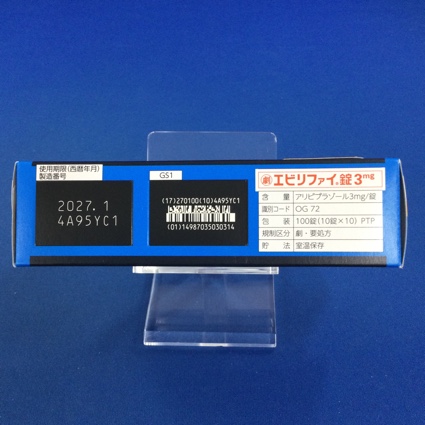 使用期限(西暦年月)
製造番号
2027. 1
4A95YC1
GS1
(17)270100(10)4A95YC1
(01)14987035030314
劇 エビリファイ®錠3mg
含 量 アリピプラゾール3mg/錠
識別コード OG 72
包 装 100錠(10錠×10) PTP
規制区分 劇・要処方
貯 法 室温保存